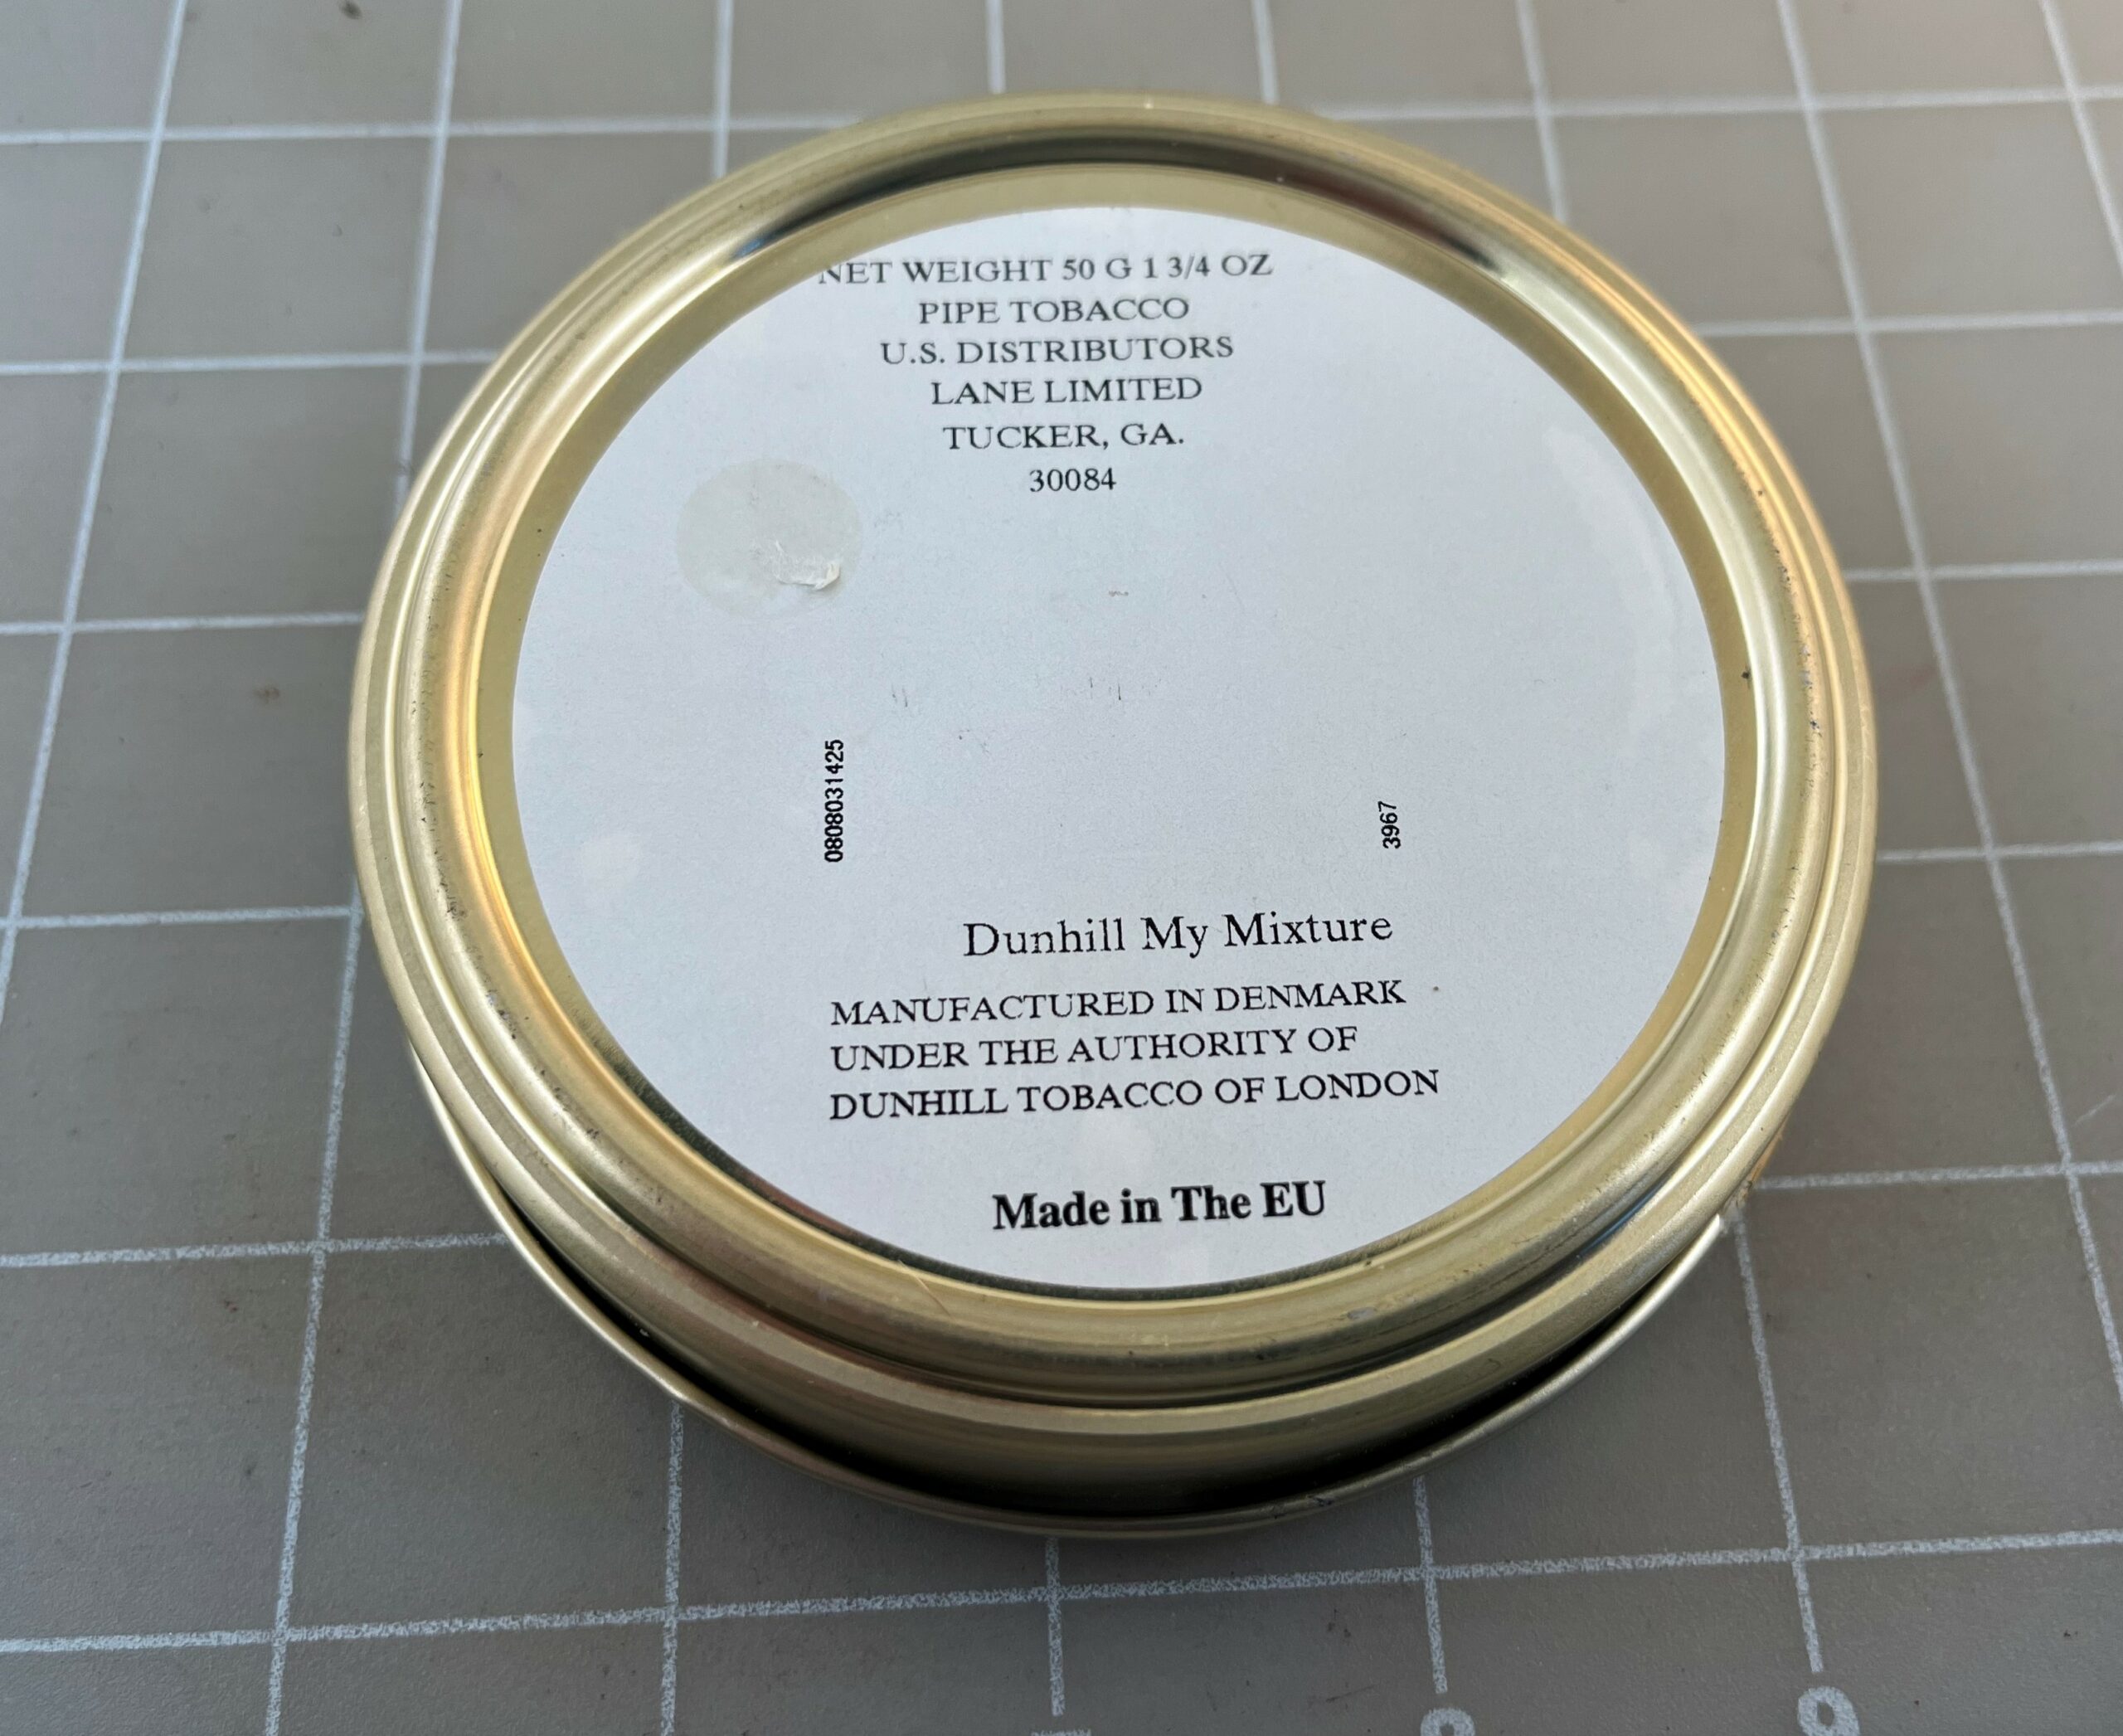 NET WEIGHT 50 G 1 3/4 OZ
PIPE TOBACCO
U.S. DISTRIBUTORS
LANE LIMITED
TUCKER, GA.
30084
0808031425
3967
Dunhill My Mixture
MANUFACTURED IN DENMARK
UNDER THE AUTHORITY OF
DUNHILL TOBACCO OF LONDON
Made in The EU
9